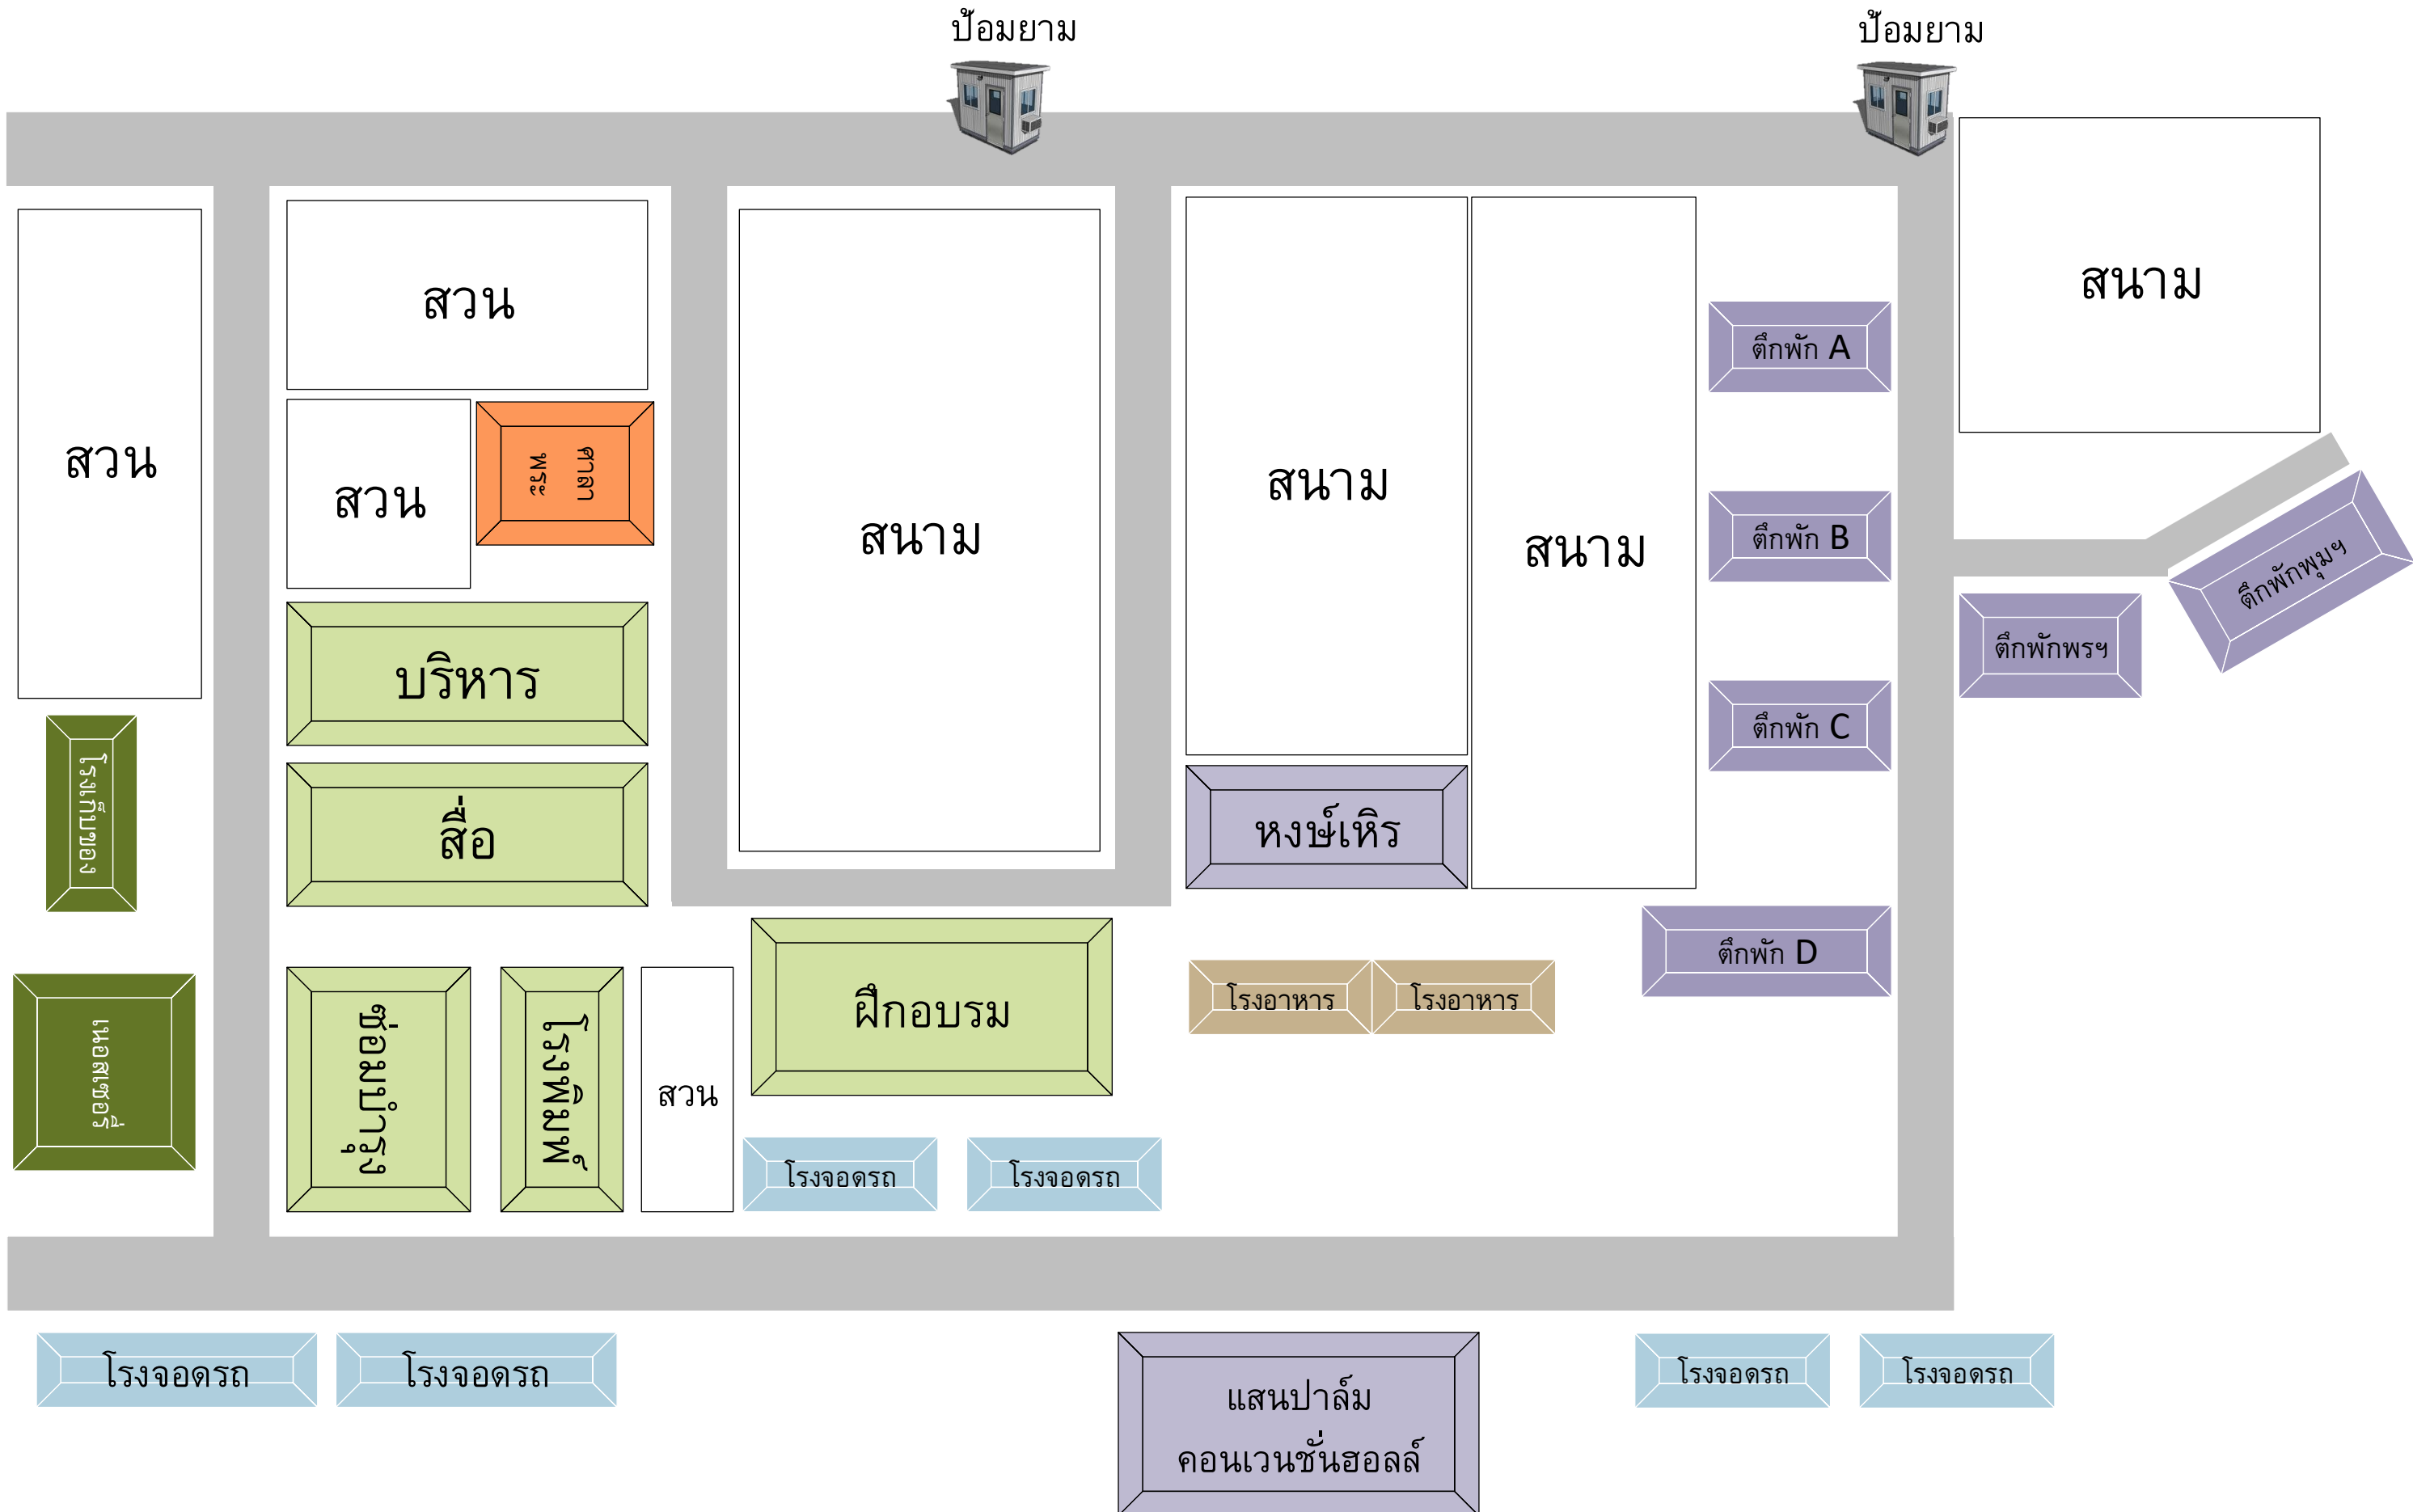 ป้อมยาม
ป้อมยาม
สวน
สวน
สวน
ศาลา
พระ
สนาม
สนาม
สนาม
สนาม
ตึกพัก A
ตึกพัก B
ตึกพัก C
ตึกพัก D
ตึกพักพรฯ
ตึกพักพุมฯ
บริหาร
สื่อ
หงษ์เหิร
โรงเก็บของ
เนอสเซอรี่
ซ่อมบำรุง
โรงพิมพ์
สวน
ฝึกอบรม
โรงอาหาร
โรงอาหาร
โรงจอดรถ
โรงจอดรถ
โรงจอดรถ
โรงจอดรถ
แสนปาล์ม
คอนเวนชั่นฮอลล์
โรงจอดรถ
โรงจอดรถ